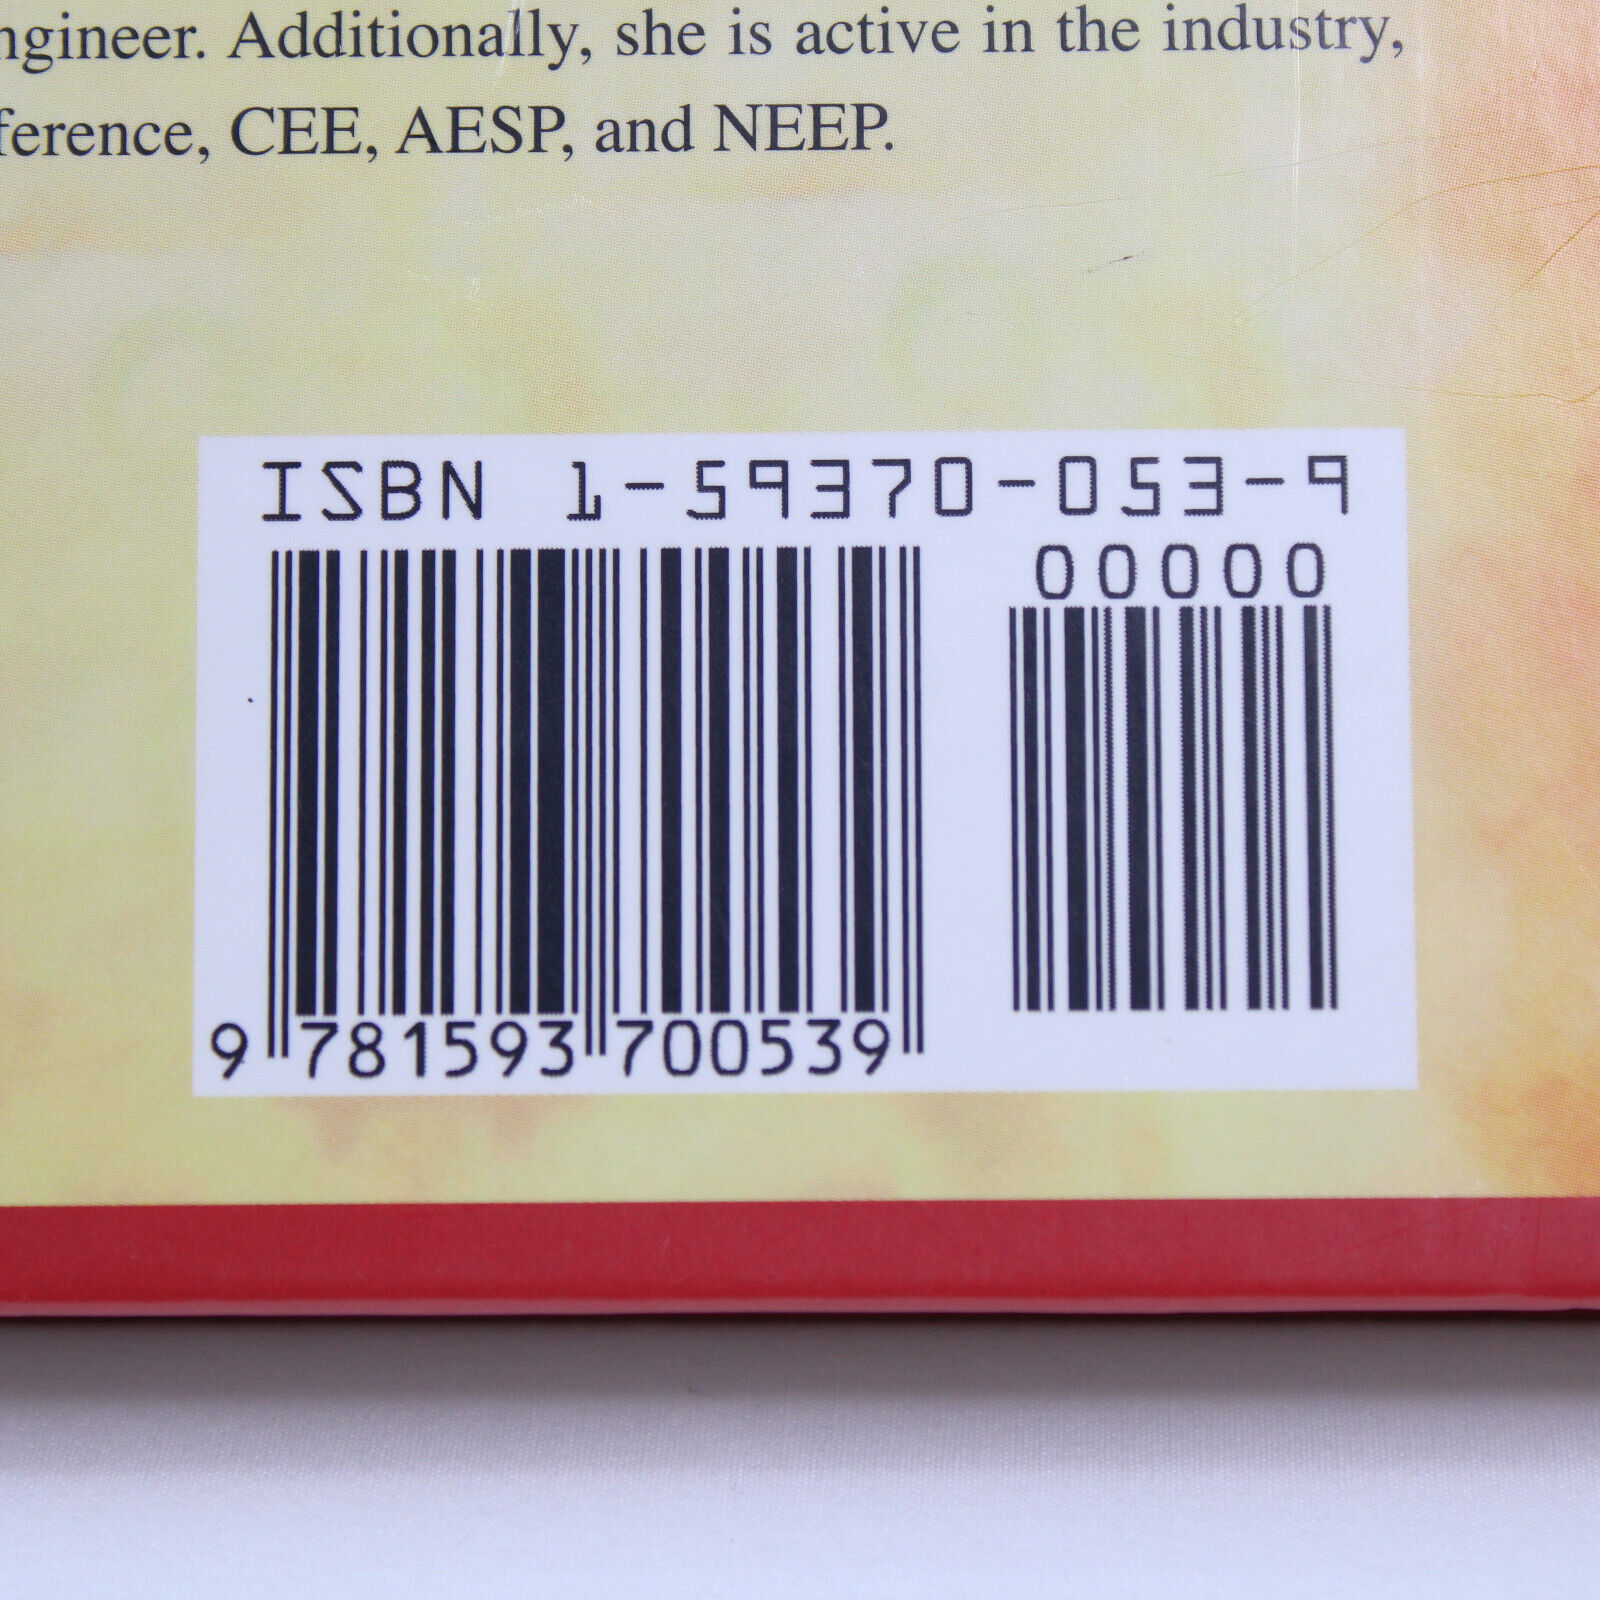 ngineer. Additionally, she is active in the industry,
ference, CEE, AESP, and NEEP.
ISBN 1-59370-053-9
00000
9 781593 700539